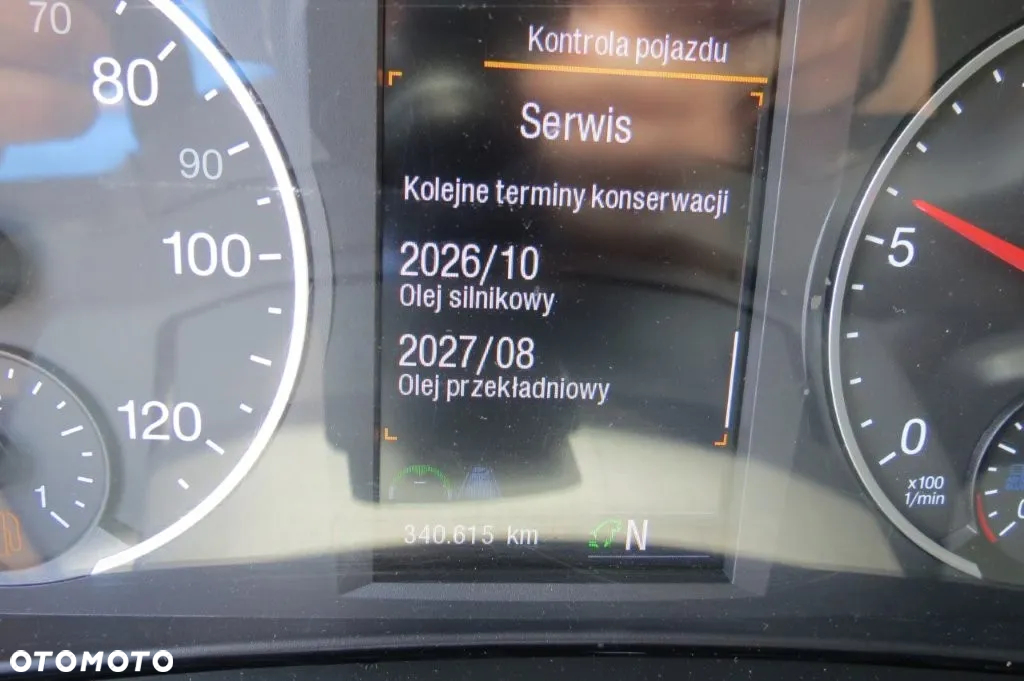 70
80
90
100
120
1
Kontrola pojazdu
Serwis
Kolejne terminy konserwacji
2026/10
Olej silnikowy
2027/08
Olej przekładniowy
340.615 km
N
5
0
x100
1/min
OTOMOTO